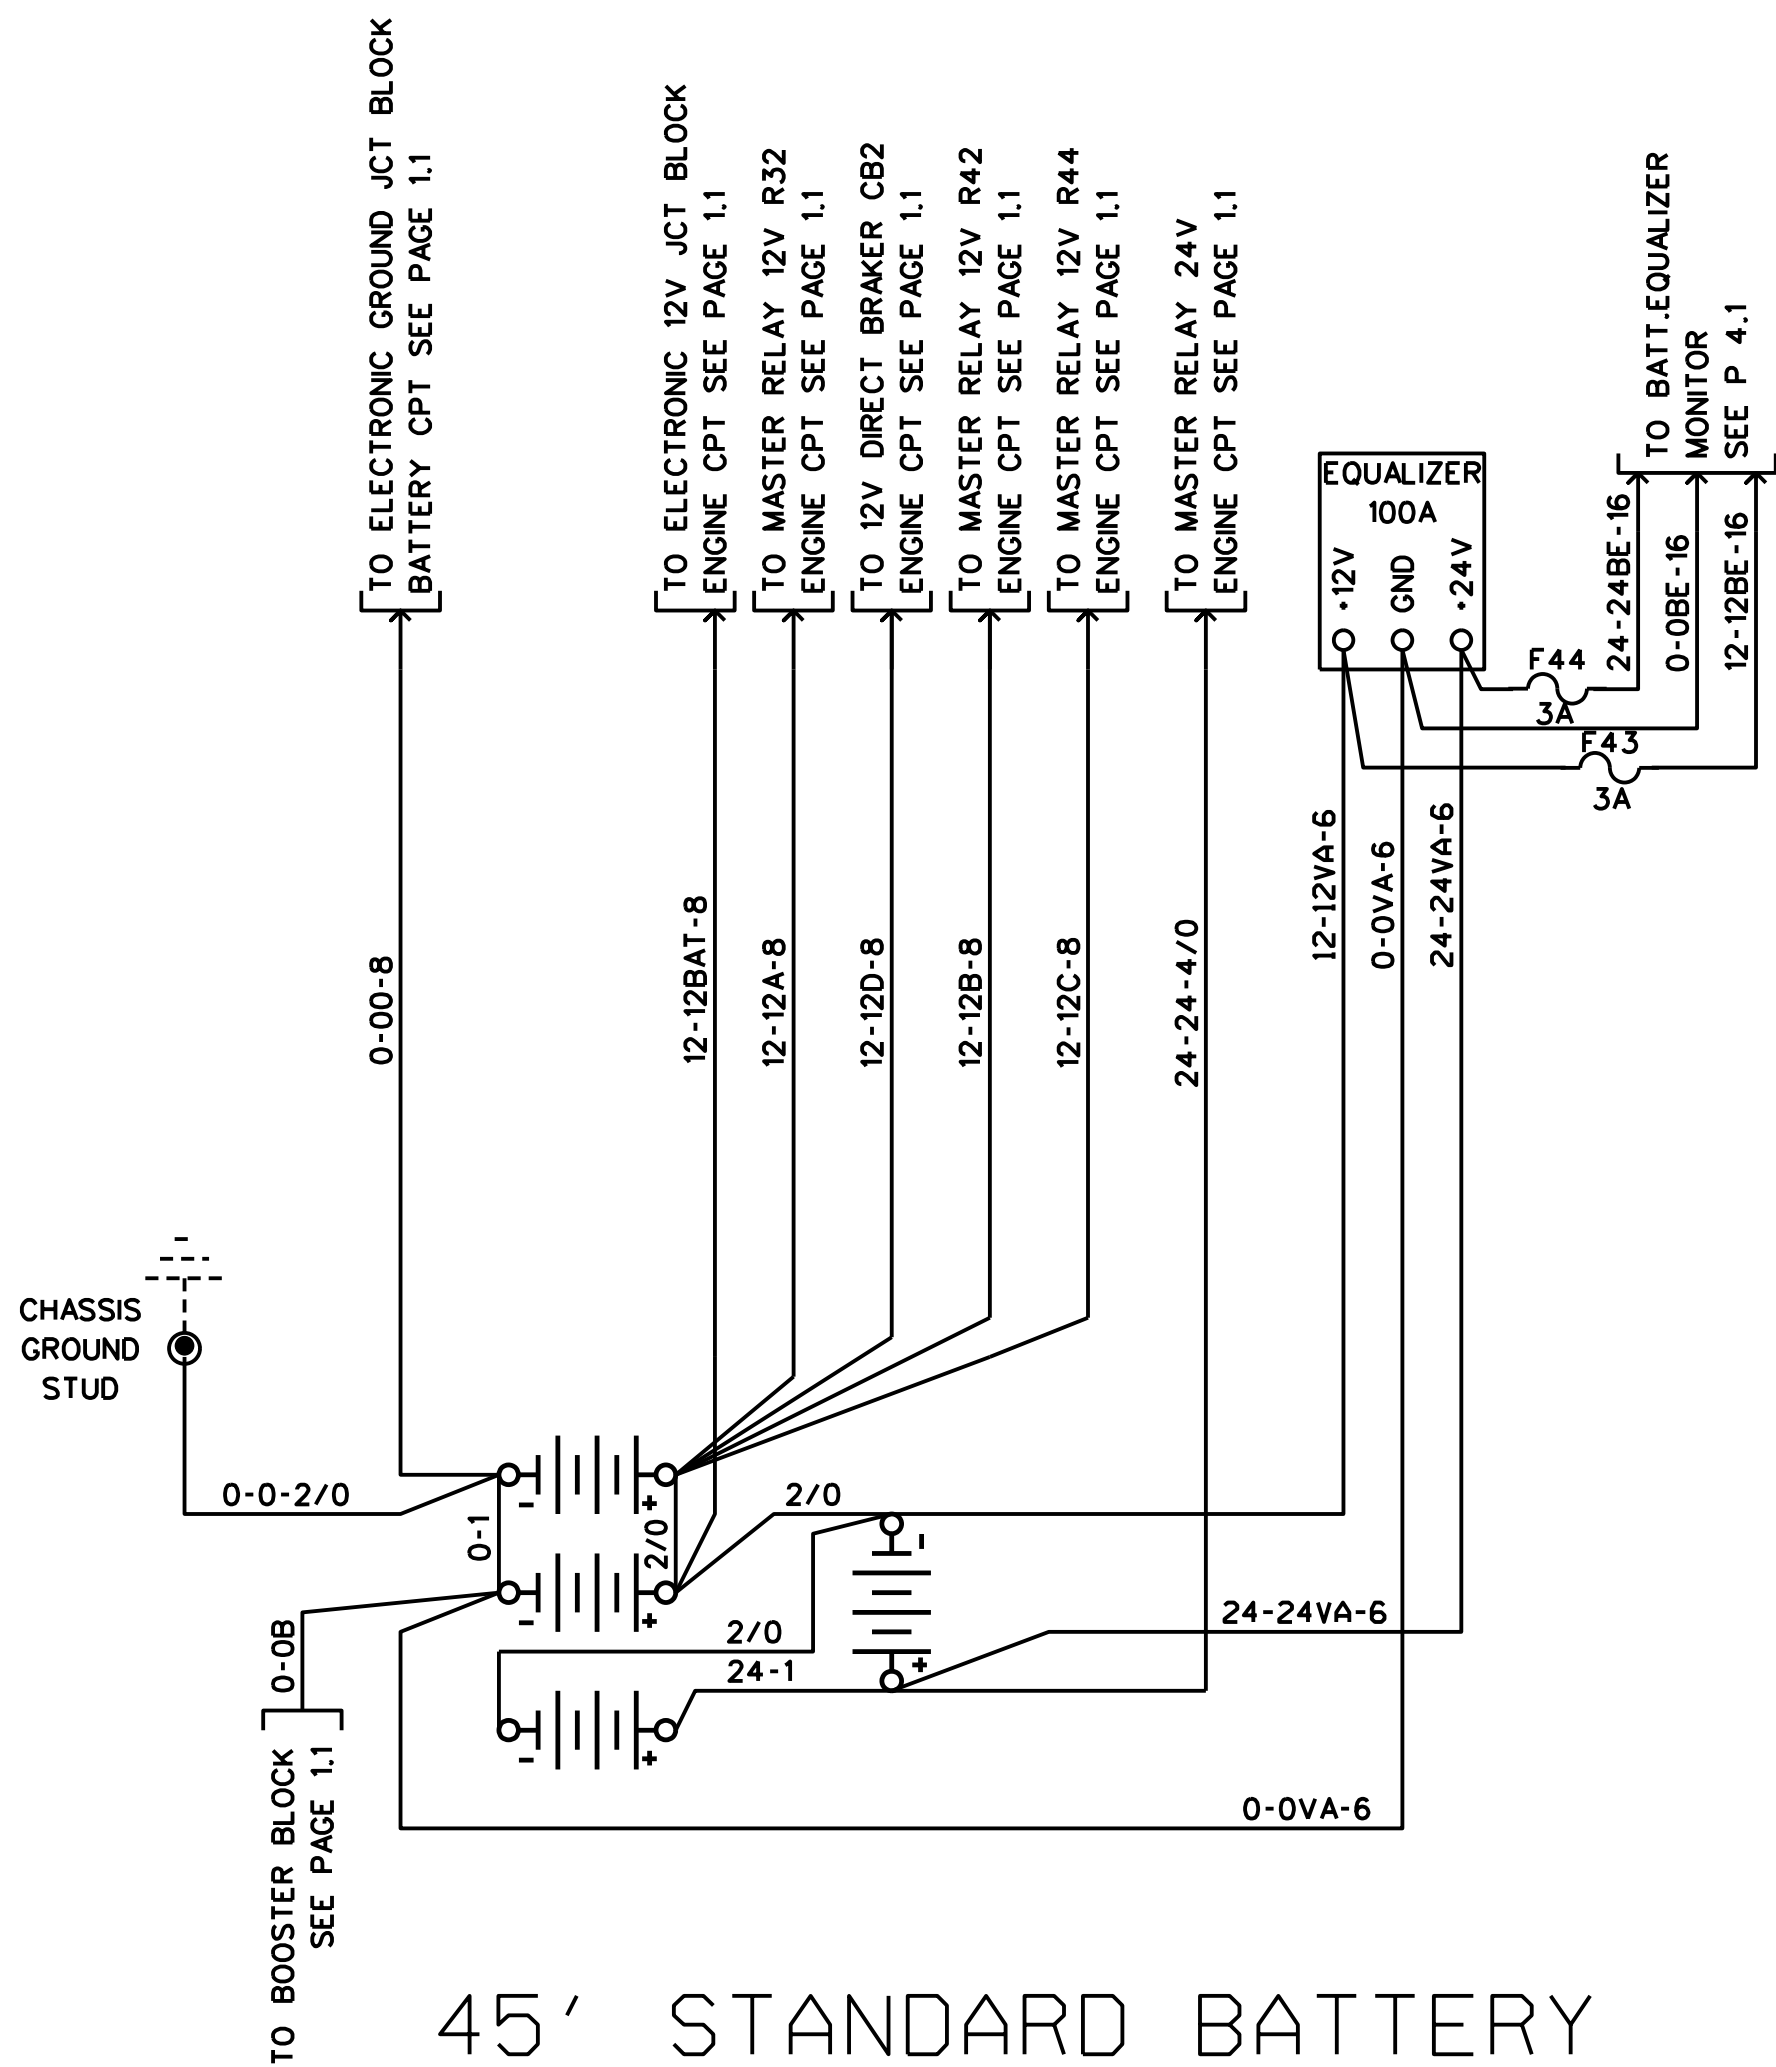 TO ELECTRONIC GROUND JCT BLOCK
BATTERY CPT SEE PAGE 1.1
TO ELECTRONIC 12V JCT BLOCK
ENGINE CPT SEE PAGE 1.1
TO MASTER RELAY 12V R32
ENGINE CPT SEE PAGE 1.1
TO 12V DIRECT BRAKER CB2
ENGINE CPT SEE PAGE 1.1
TO MASTER RELAY 12V R42
ENGINE CPT SEE PAGE 1.1
TO MASTER RELAY 12V R44
ENGINE CPT SEE PAGE 1.1
TO MASTER RELAY 24V
ENGINE CPT SEE PAGE 1.1
TO BATT.EQUALIZER
MONITOR
SEE P 4.1
EQUALIZER
100A
+12V
GND
+24V
24-24BE-16
0-0BE-16
12-12BE-16
F44
3A
F43
3A
0-00-8
12-12BAT-8
12-12A-8
12-12D-8
12-12B-8
12-12C-8
24-24-4/0
12-12VA-6
0-0VA-6
24-24VA-6
CHASSIS
GROUND
STUD
0-0-2/0
-
+
2/0
0-1
2/0
-
-
+
0-0B
2/0
24-1
+
24-24VA-6
-
+
0-0VA-6
TO BOOSTER BLOCK
SEE PAGE 1.1
45' STANDARD BATTERY